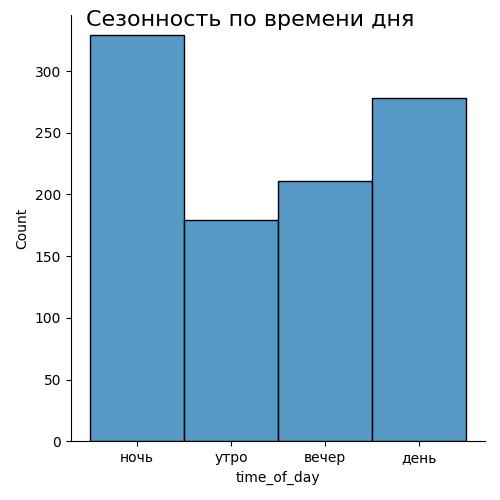 Сезонность по времени дня
300
250
200
150
100
50
0
Count
ночь утро вечер день
time_of_day